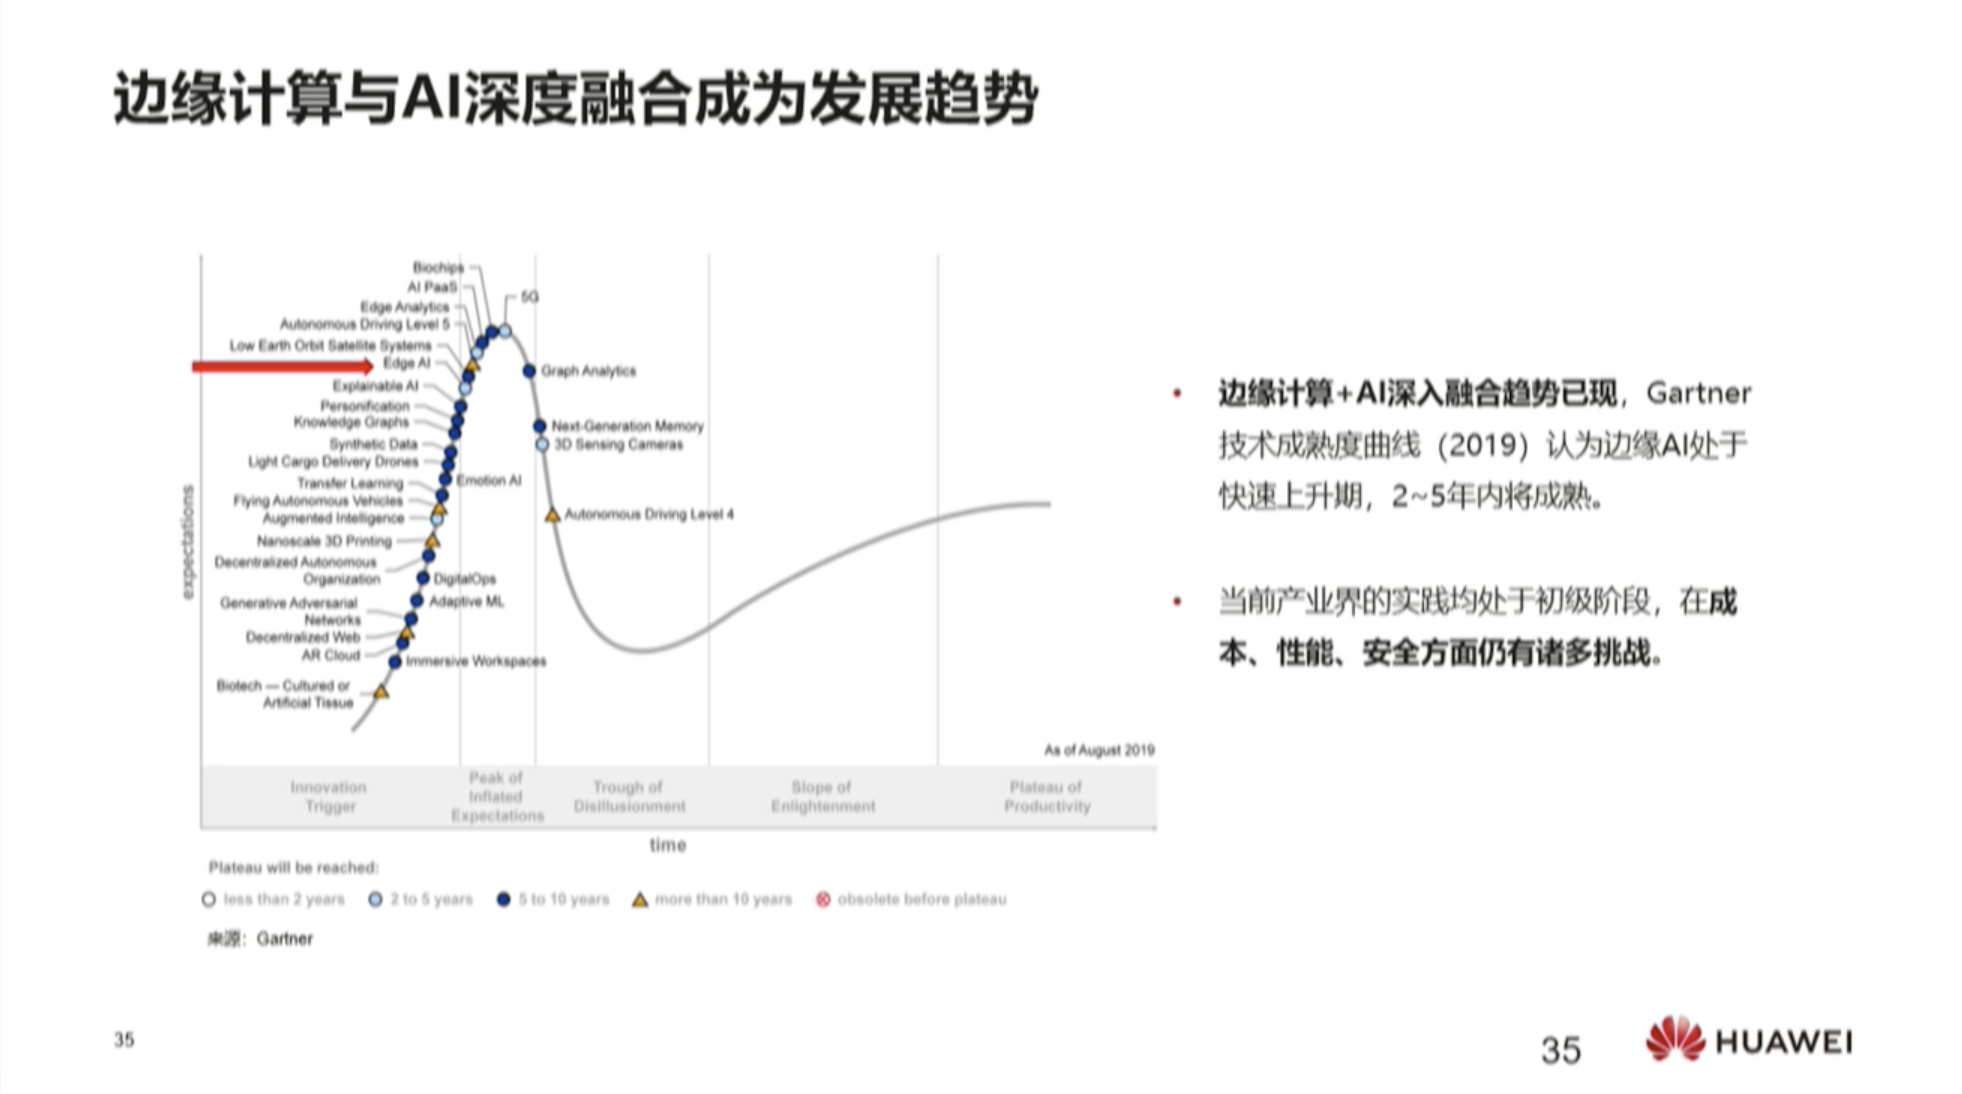 边缘计算与AI深度融合成为发展趋势
Biochips
AI PaaS
5G
Edge Analytics
Autonomous Driving Level 5
Low Earth Orbit Satellite Systems
Edge AI
Graph Analytics
Explainable AI
Personification
Knowledge Graphs
Next-Generation Memory
Synthetic Data
3D Sensing Cameras
Light Cargo Delivery Drones
Transfer Learning
Emotion AI
Flying Autonomous Vehicles
Augmented Intelligence
Autonomous Driving Level 4
Nanoscale 3D Printing
Decentralized Autonomous
Organization
DigitalOps
Generative Adversarial
Networks
Adaptive ML
Decentralized Web
AR Cloud
Immersive Workspaces
Biotech — Cultured or
Artificial Tissue
expectations
As of August 2019
Innovation
Trigger
Peak of
Inflated
Expectations
Trough of
Disillusionment
Slope of
Enlightenment
Plateau of
Productivity
time
Plateau will be reached:
less than 2 years
2 to 5 years
5 to 10 years
more than 10 years
obsolete before plateau
来源：Gartner
• 边缘计算+AI深入融合趋势已现，Gartner
技术成熟度曲线（2019）认为边缘AI处于
快速上升期，2~5年内将成熟。
• 当前产业界的实践均处于初级阶段，在成
本、性能、安全方面仍有诸多挑战。
35
35
HUAWEI